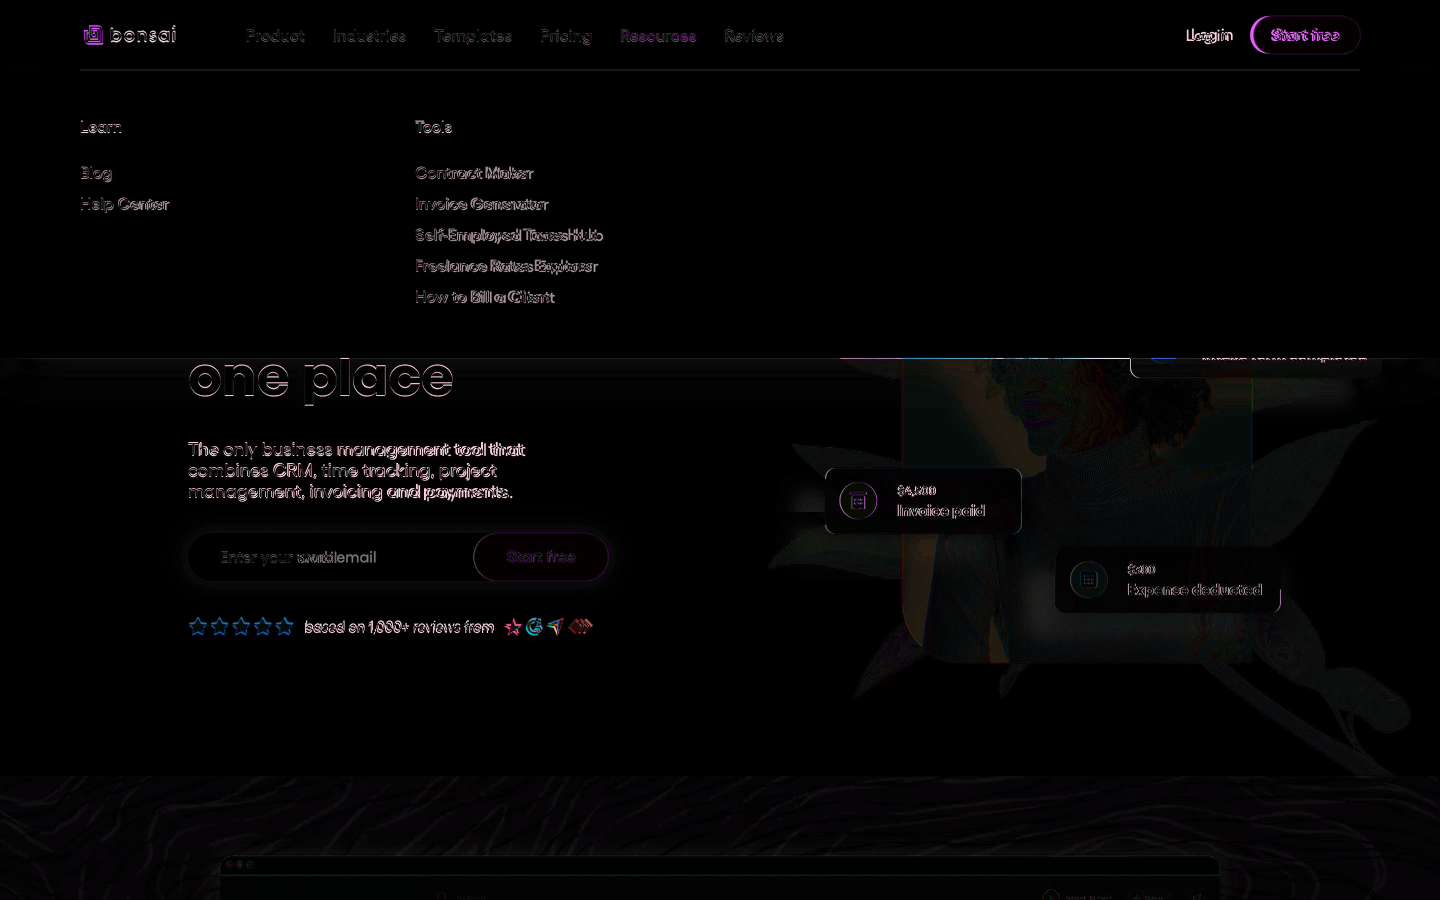 bonsai Product Industries Templates Pricing Resources Reviews Login Start free
Learn
Blog
Help Center
Tools
Contract Maker
Invoice Generator
Self-Employed Taxes Hub
Freelance Rates Explorer
How to Bill a Client
one place
The only business management tool that
combines CRM, time tracking, project
management, invoicing and payments.
Enter your email
Start free
based on 1,000+ reviews from
Invoice paid
Expense deducted